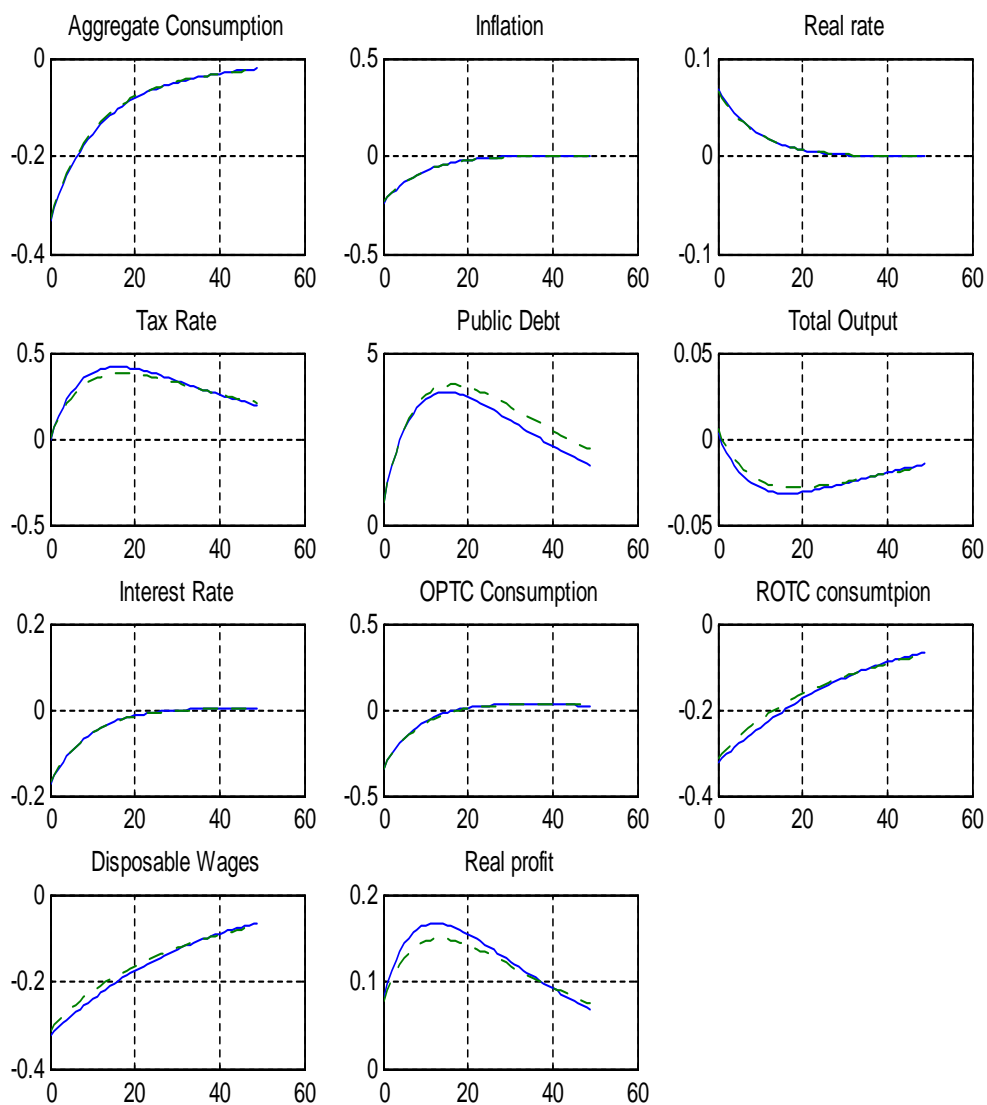 Aggregate Consumption
0
-0.2
-0.4
0 20 40 60
Inflation
0.5
0
-0.5
0 20 40 60
Real rate
0.1
0
-0.1
0 20 40 60
Tax Rate
0.5
0
-0.5
0 20 40 60
Public Debt
5
0
0 20 40 60
Total Output
0.05
0
-0.05
0 20 40 60
Interest Rate
0.2
0
-0.2
0 20 40 60
OPTC Consumption
0.5
0
-0.5
0 20 40 60
ROTC consumtpion
0
-0.2
-0.4
0 20 40 60
Disposable Wages
0
-0.2
-0.4
0 20 40 60
Real profit
0.2
0.1
0
0 20 40 60